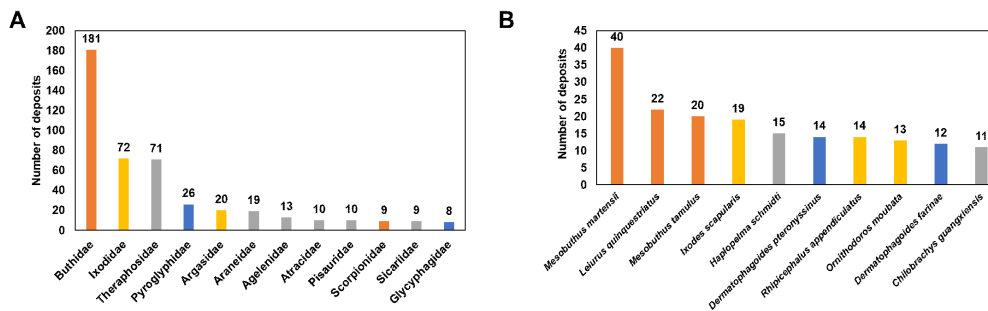 A
Number of deposits
200
180
160
140
120
100
80
60
40
20
0
181
72
71
26
20
19
13
10
10
9
9
8
Buthidae
Ixodidae
Theraphosidae
Pyroglyphidae
Argasidae
Araneidae
Agelenidae
Atracidae
Pisauridae
Scorpionidae
Sicariidae
Glycyphagidae
B
Number of deposits
45
40
35
30
25
20
15
10
5
0
40
22
20
19
15
14
14
13
12
11
Mesobuthus martensii
Leiurus quinquestriatus
Mesobuthus tamulus
Ixodes scapularis
Haplopelma schmidti
Dermatophagoides pteronyssinus
Rhipicephalus appendiculatus
Ornithodoros moubata
Dermatophagoides farinae
Chilobrachys guangxiensis